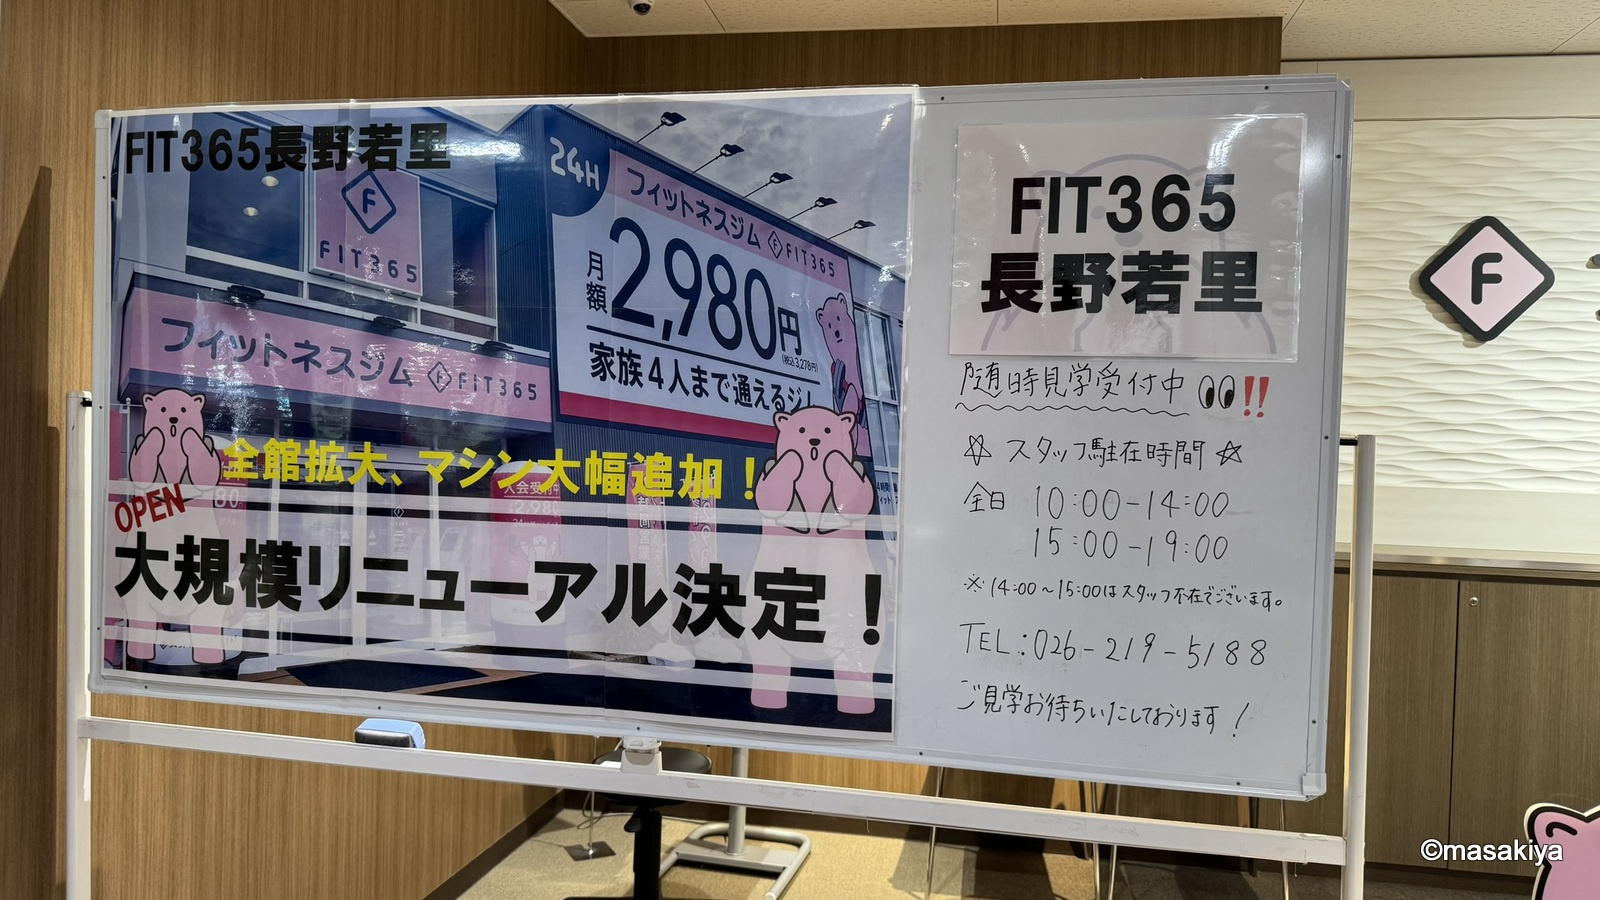 FIT365長野若里
F
FIT365
フィットネスジム FIT365
24H
フィットネスジム FIT365
月額2,980円
(税込3,278円)
家族4人まで通えるジム
全館拡大、マシン大幅追加！
OPEN
大規模リニューアル決定！
FIT365
長野若里
随時見学受付中 👀‼
☆ スタッフ駐在時間 ☆
全日 10:00-14:00
15:00-19:00
※14:00~15:00はスタッフ不在でございます。
TEL:026-219-5188
ご見学お待ちいたしております！
F
©masakiya